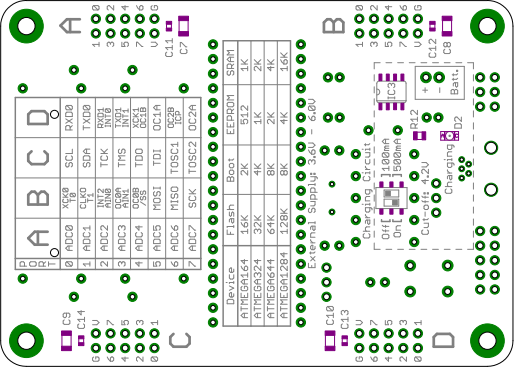 A
1 0
3 2
5 4
7 6
V G
C11
C7
B
1 0
3 2
5 4
7 6
V G
C12
C8
PORT A B C D
0 ADC0 XCK0 T0 SCL RXD0
1 ADC1 CLKO T1 SDA TXD0
2 ADC2 INT2 AIN0 TCK RXD1 INT0
3 ADC3 OC0A AIN1 TMS TXD1 INT1
4 ADC4 OC0B /SS TDO XCK1 OC1B
5 ADC5 MOSI TDI OC1A
6 ADC6 MISO TOSC1 OC2B ICP
7 ADC7 SCK TOSC2 OC2A
Device Flash Boot EEPROM SRAM
ATMEGA164 16K 2K 512 1K
ATMEGA324 32K 4K 1K 2K
ATMEGA644 64K 8K 2K 4K
ATMEGA1284 128K 8K 4K 16K
External Supply: 3.6V - 6.0V
Charging Circuit
Off[ ]100mA
On[ ]500mA
Cut-off: 4.2V
Charging
IC3
+
-
Batt.
R12
D2
C9
C14
G V
6 7
4 5
2 3
0 1
C
C10
C13
G V
6 7
4 5
2 3
0 1
D